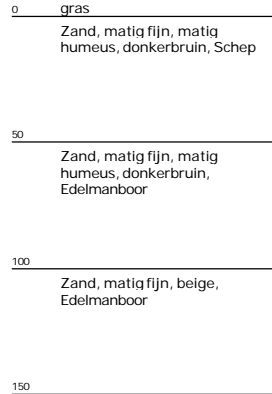 0 gras
Zand, matig fijn, matig
humeus, donkerbruin, Schep
50
Zand, matig fijn, matig
humeus, donkerbruin,
Edelmanboor
100
Zand, matig fijn, beige,
Edelmanboor
150